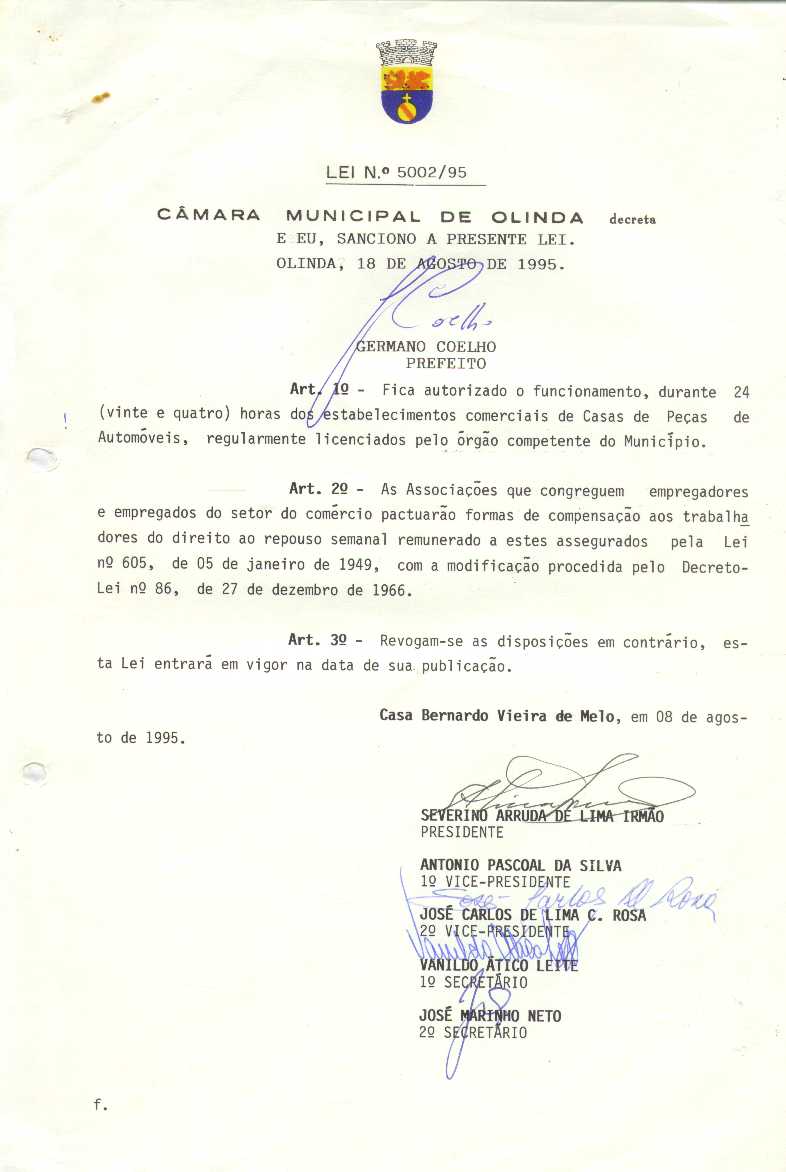 LEI N.º 5002/95
CÂMARA MUNICIPAL DE OLINDA decreta
E EU, SANCIONO A PRESENTE LEI.
OLINDA, 18 DE AGOSTO DE 1995.
Coelho
GERMANO COELHO
PREFEITO
Art. 1º - Fica autorizado o funcionamento, durante 24
(vinte e quatro) horas dos estabelecimentos comerciais de Casas de Peças de
Automóveis, regularmente licenciados pelo órgão competente do Município.
Art. 2º - As Associações que congreguem empregadores
e empregados do setor do comércio pactuarão formas de compensação aos trabalha
dores do direito ao repouso semanal remunerado a estes assegurados pela Lei
nº 605, de 05 de janeiro de 1949, com a modificação procedida pelo Decreto-
Lei nº 86, de 27 de dezembro de 1966.
Art. 3º - Revogam-se as disposições em contrário, es-
ta Lei entrará em vigor na data de sua publicação.
Casa Bernardo Vieira de Melo, em 08 de agos-
to de 1995.
SEVERINO ARRUDA DE LIMA IRMÃO
PRESIDENTE
ANTONIO PASCOAL DA SILVA
1º VICE-PRESIDENTE
José Carlos de Rosa
JOSÉ CARLOS DE LIMA C. ROSA
2º VICE-PRESIDENTE
Vanildo
VANILDO ÁTICO LEITE
1º SECRETÁRIO
JOSÉ MARINHO NETO
2º SECRETÁRIO
f.